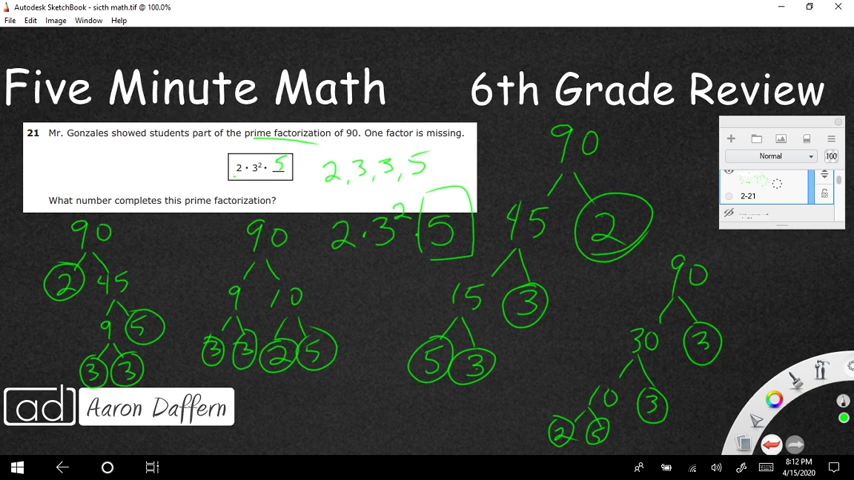 Autodesk SketchBook - sicth math.tif @ 100.0%
File Edit Image Window Help
Five Minute Math
6th Grade Review
21 Mr. Gonzales showed students part of the prime factorization of 90. One factor is missing.
2 · 3² · 5
2, 3, 3, 5
What number completes this prime factorization?
2 · 3² · 5
90
2 45
9 5
3 3
90
9 10
3 3 2 5
90
45 2
15 3
5 3
90
30 3
10 3
2 5
Normal 100
2-21
ad Aaron Daffern
8:12 PM
4/15/2020